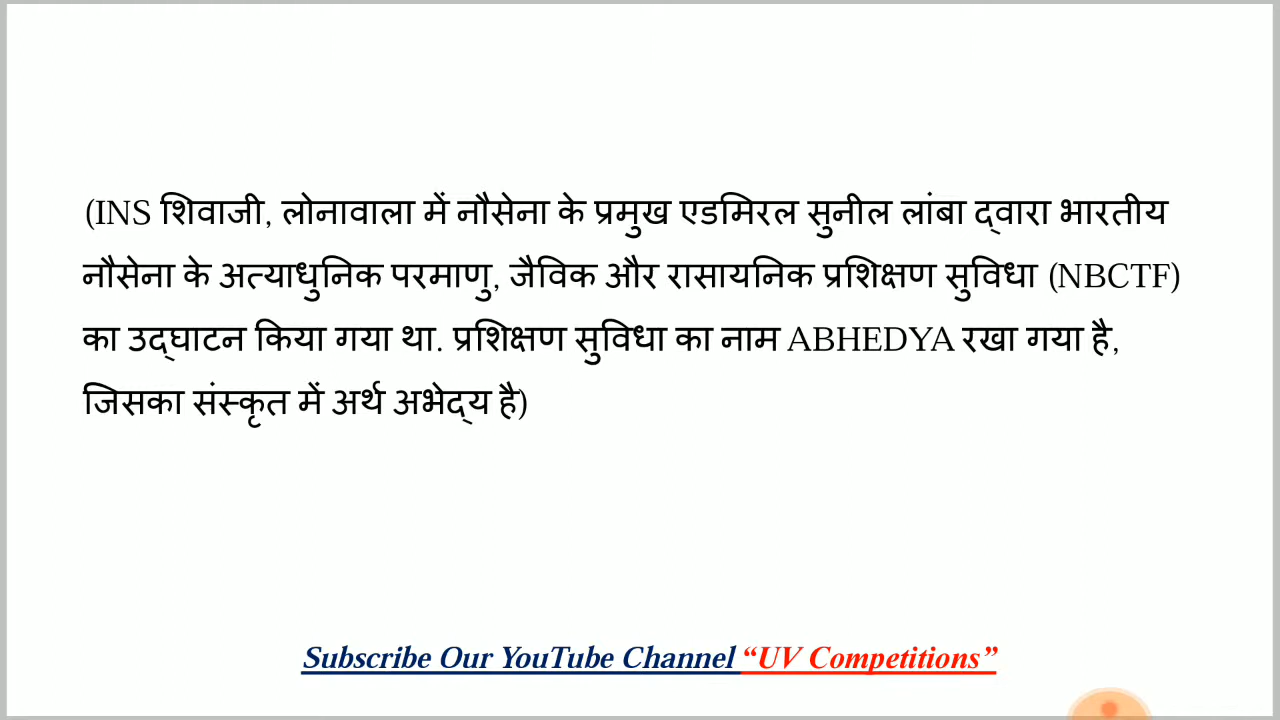 (INS शिवाजी, लोनावाला में नौसेना के प्रमुख एडमिरल सुनील लांबा द्वारा भारतीय
नौसेना के अत्याधुनिक परमाणु, जैविक और रासायनिक प्रशिक्षण सुविधा (NBCTF)
का उद्घाटन किया गया था. प्रशिक्षण सुविधा का नाम ABHEDYA रखा गया है,
जिसका संस्कृत में अर्थ अभेद्य है)
Subscribe Our YouTube Channel “UV Competitions”